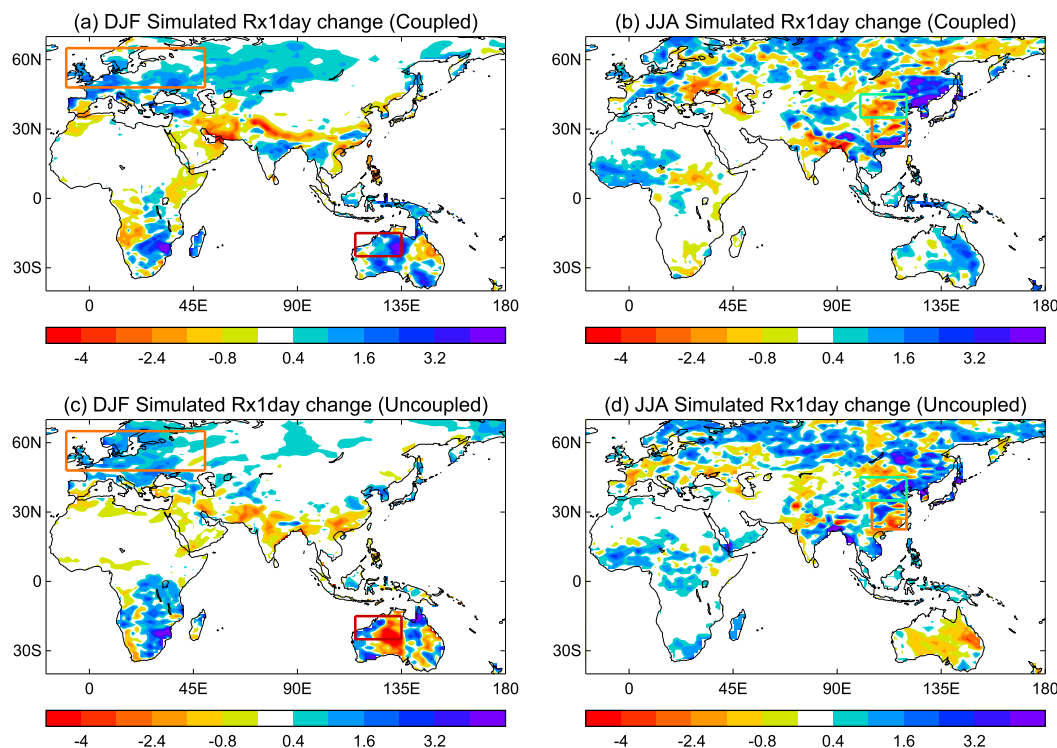 (a) DJF Simulated Rx1day change (Coupled)
(b) JJA Simulated Rx1day change (Coupled)
60N
30N
0
30S
0
45E
90E
135E
180
60N
30N
0
30S
0
45E
90E
135E
180
-4
-2.4
-0.8
0.4
1.6
3.2
-4
-2.4
-0.8
0.4
1.6
3.2
(c) DJF Simulated Rx1day change (Uncoupled)
(d) JJA Simulated Rx1day change (Uncoupled)
60N
30N
0
30S
0
45E
90E
135E
180
60N
30N
0
30S
0
45E
90E
135E
180
-4
-2.4
-0.8
0.4
1.6
3.2
-4
-2.4
-0.8
0.4
1.6
3.2